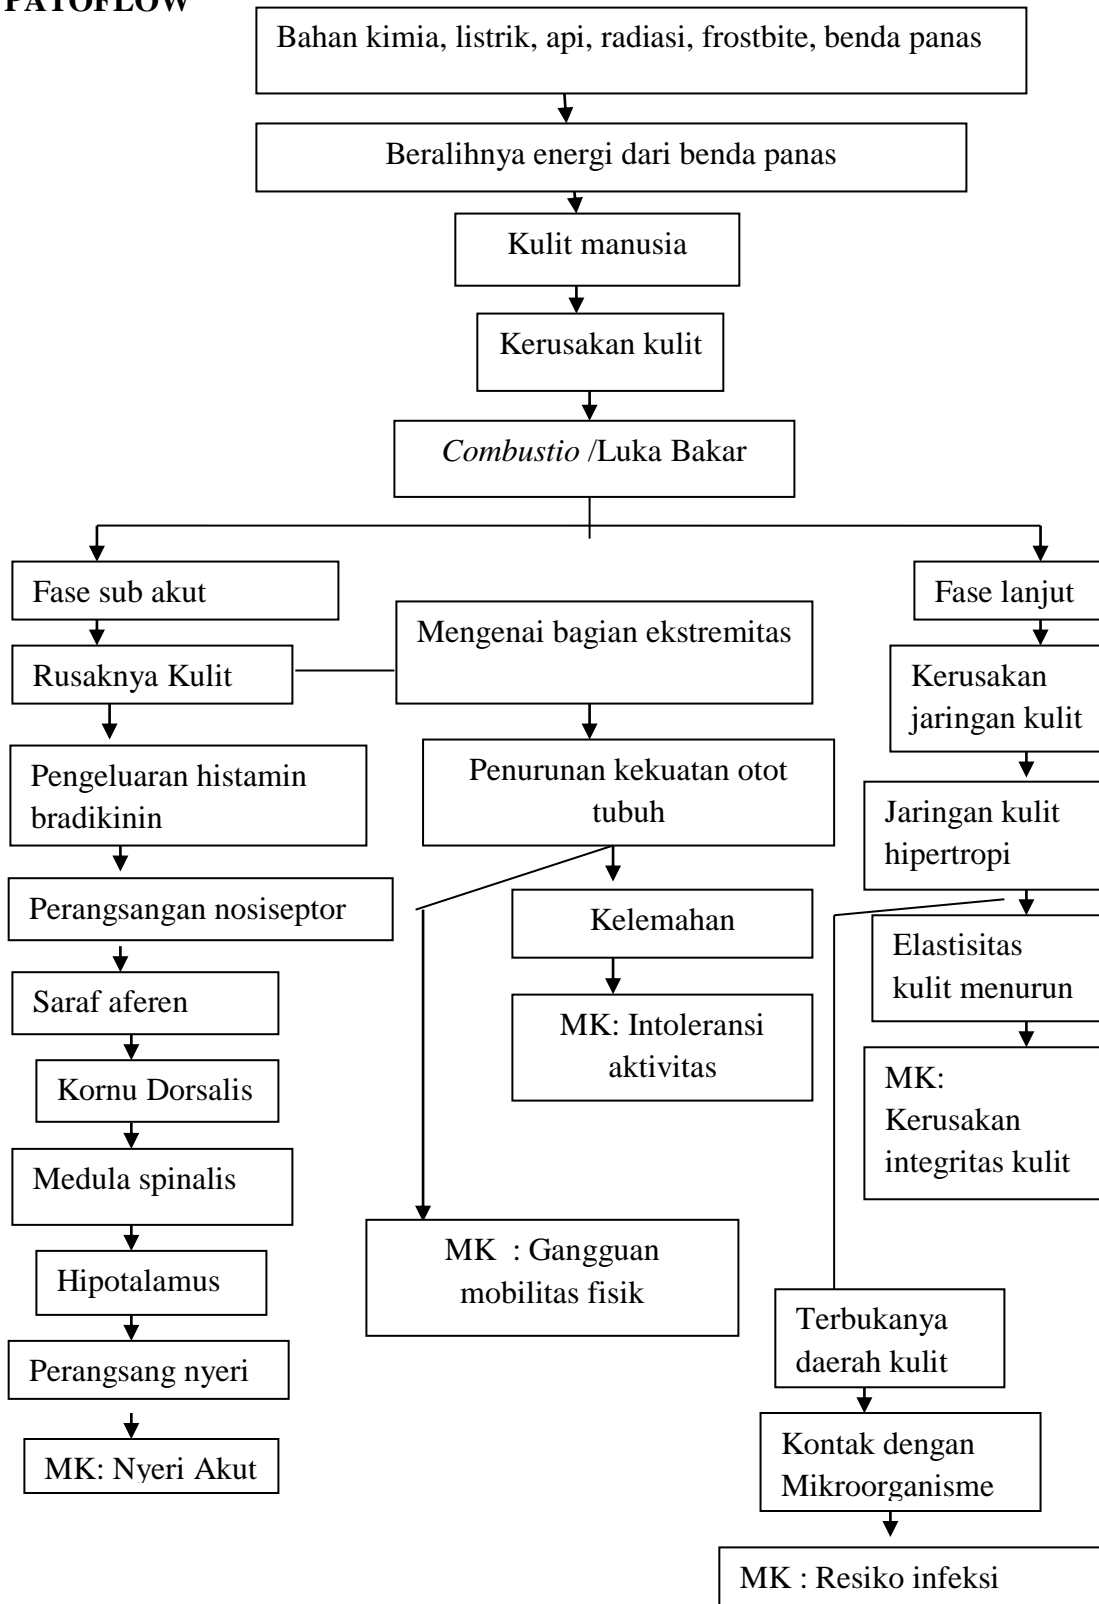 PATOFLOW
Bahan kimia, listrik, api, radiasi, frostbite, benda panas
Beralihnya energi dari benda panas
Kulit manusia
Kerusakan kulit
Combustio /Luka Bakar
Fase sub akut
Rusaknya Kulit
Pengeluaran histamin
bradikinin
Perangsangan nosiseptor
Saraf aferen
Kornu Dorsalis
Medula spinalis
Hipotalamus
Perangsang nyeri
MK: Nyeri Akut
Mengenai bagian ekstremitas
Penurunan kekuatan otot
tubuh
Kelemahan
MK: Intoleransi
aktivitas
MK : Gangguan
mobilitas fisik
Fase lanjut
Kerusakan
jaringan kulit
Jaringan kulit
hipertropi
Elastisitas
kulit menurun
MK:
Kerusakan
integritas kulit
Terbukanya
daerah kulit
Kontak dengan
Mikroorganisme
MK : Resiko infeksi